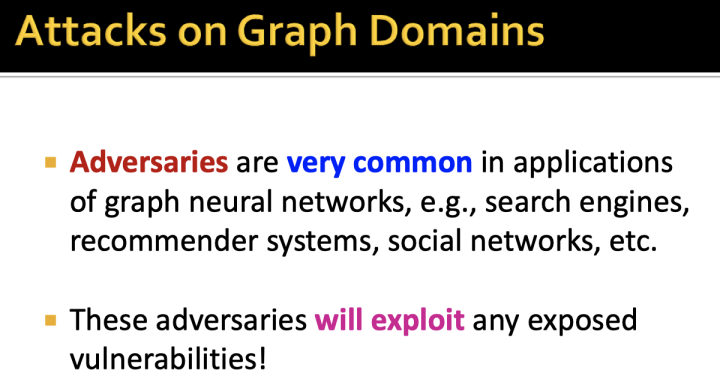 Attacks on Graph Domains
Adversaries are very common in applications
of graph neural networks, e.g., search engines,
recommender systems, social networks, etc.
These adversaries will exploit any exposed
vulnerabilities!